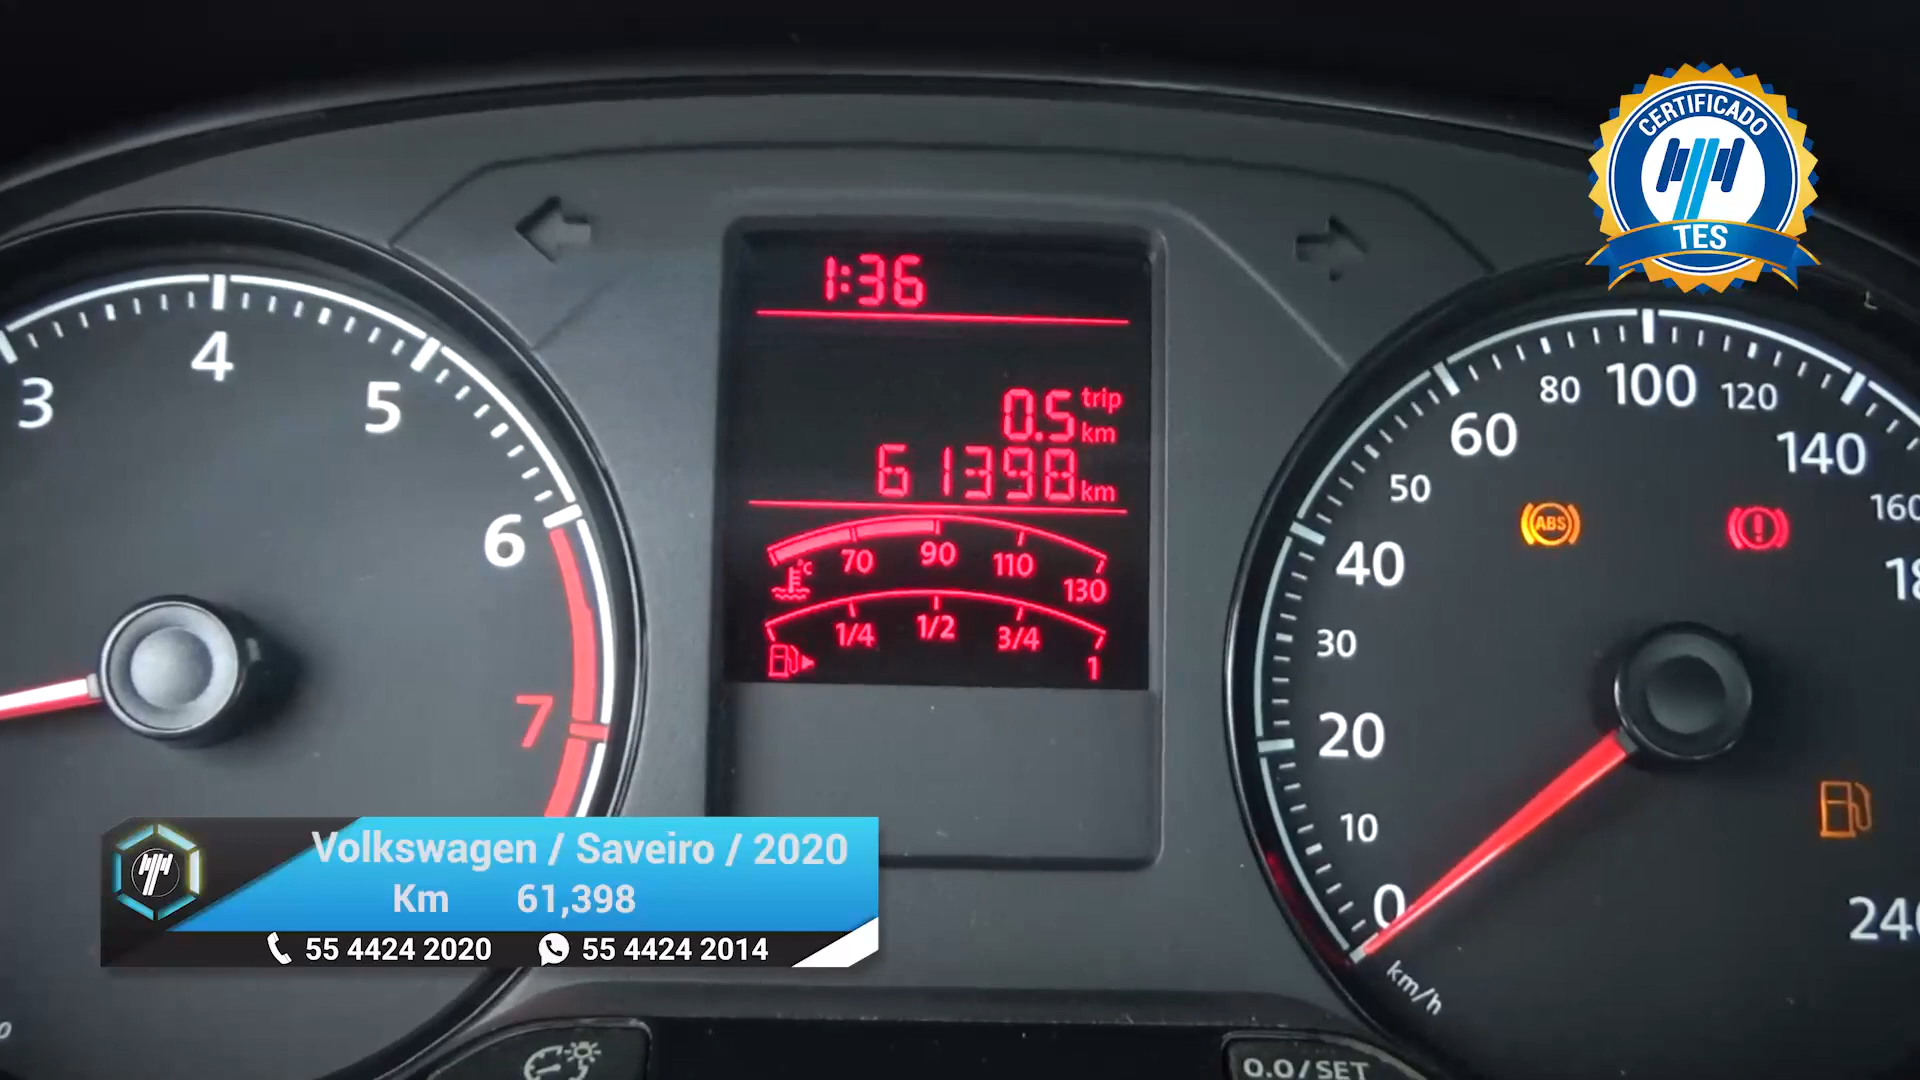 CERTIFICADO
TES
1:36
0.5 trip km
61398 km
70 90 110 130
°C
1/4 1/2 3/4 1
3 4 5 6 7
0 10 20 30 40 50 60 80 100 120 140 160 18 240
km/h
ABS
!
Volkswagen / Saveiro / 2020
Km 61,398
55 4424 2020 55 4424 2014
0.0/SET